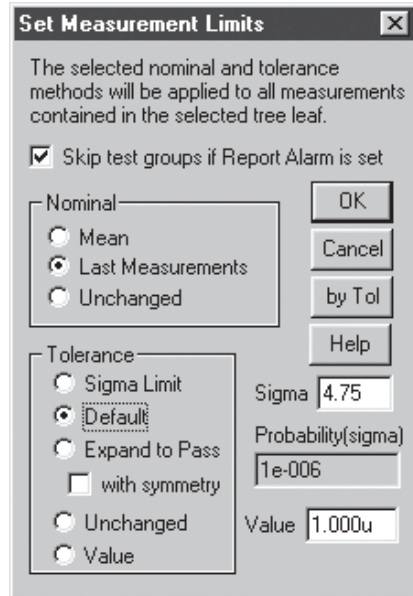 Set Measurement Limits
The selected nominal and tolerance
methods will be applied to all measurements
contained in the selected tree leaf.
Skip test groups if Report Alarm is set
Nominal
Mean
Last Measurements
Unchanged
OK
Cancel
by Tol
Help
Tolerance
Sigma Limit
Default
Expand to Pass
with symmetry
Unchanged
Value
Sigma 4.75
Probability(sigma)
1e-006
Value 1.000u